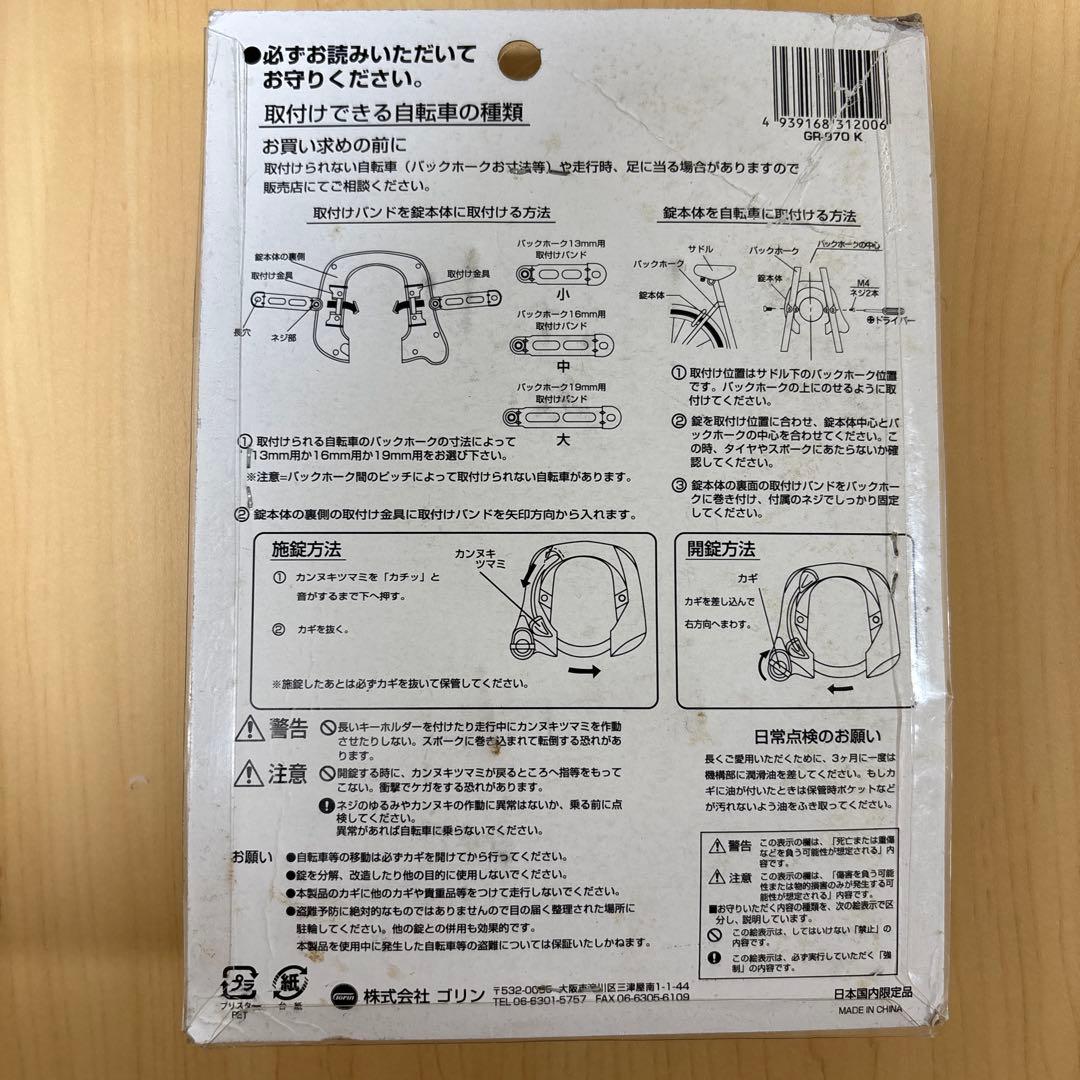 ●必ずお読みいただいて
お守りください。
4 939168 312006
GR-970 K
取付けできる自転車の種類
お買い求めの前に
取付けられない自転車（バックホークお寸法等）や走行時、足に当る場合がありますので
販売店にてご相談ください。
取付けバンドを錠本体に取付ける方法
錠本体の裏側
取付け金具
取付け金具
長穴
ネジ部
バックホーク13mm用
取付けバンド
小
バックホーク16mm用
取付けバンド
中
バックホーク19mm用
取付けバンド
大
① 取付けられる自転車のバックホークの寸法によって
13mm用か16mm用か19mm用をお選び下さい。
※注意=バックホーク間のピッチによって取付けられない自転車があります。
② 錠本体の裏側の取付け金具に取付けバンドを矢印方向から入れます。
錠本体を自転車に取付ける方法
サドル
バックホーク
錠本体
バックホーク
バックホークの中心
錠本体
M4
ネジ2本
⊕ドライバー
① 取付け位置はサドル下のバックホーク位置
です。バックホークの上にのせるように取
付けてください。
② 錠を取付け位置に合わせ、錠本体中心とバ
ックホークの中心を合わせてください。こ
の時、タイヤやスポークにあたらないか確
認してください。
③ 錠本体の裏面の取付けバンドをバックホー
クに巻き付け、付属のネジでしっかり固定
してください。
施錠方法
① カンヌキツマミを「カチッ」と
音がするまで下へ押す。
② カギを抜く。
カンヌキ
ツマミ
※施錠したあとは必ずカギを抜いて保管してください。
開錠方法
カギ
カギを差し込んで
右方向へまわす。
警告
長いキーホルダーを付けたり走行中にカンヌキツマミを作動
させたりしない。スポークに巻き込まれて転倒する恐れがあ
ります。
注意
開錠する時に、カンヌキツマミが戻るところへ指等をもって
こない。衝撃でケガをする恐れがあります。
ネジのゆるみやカンヌキの作動に異常はないか、乗る前に点
検してください。
異常があれば自転車に乗らないでください。
お願い
●自転車等の移動は必ずカギを開けてから行ってください。
●錠を分解、改造したり他の目的に使用しないでください。
●本製品のカギに他のカギや貴重品等をつけて走行しないでください。
●盗難予防に絶対的なものではありませんので目の届く整理された場所に
駐輪してください。他の錠との併用も効果的です。
本製品を使用中に発生した自転車等の盗難については保証いたしかねます。
日常点検のお願い
長くご愛用いただくために、3ヶ月に一度は
機構部に潤滑油を差してください。もしカ
ギに油が付いたときは保管時ポケットなど
が汚れないよう油をふき取ってください。
警告
この表示の欄は、「死亡または重傷
などを負う可能性が想定される」内
容です。
注意
この表示の欄は、「傷害を負う可能
性または物的損害のみが発生する可
能性が想定される」内容です。
■お守りいただく内容の種類を、次の絵表示で区
分し、説明しています。
この絵表示は、してはいけない「禁止」の
内容です。
この絵表示は、必ず実行していただく「強
制」の内容です。
プラ
ブリスター
PET
紙
台 紙
GORIN
株式会社 ゴリン
〒532-0035 大阪市淀川区三津屋南1-1-44
TEL 06-6301-5757 FAX 06-6305-6109
日本国内限定品
MADE IN CHINA